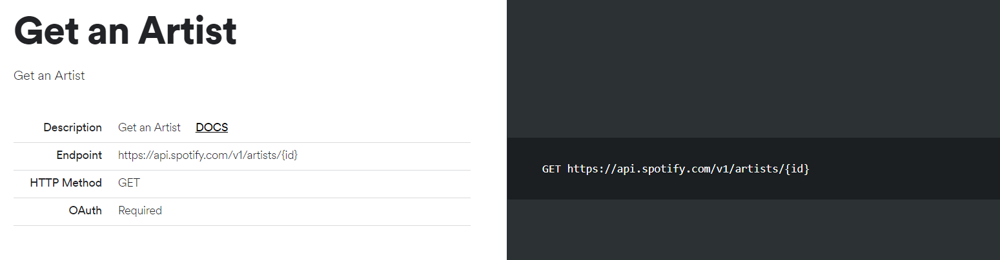 Get an Artist
Get an Artist
Description Get an Artist DOCS
Endpoint https://api.spotify.com/v1/artists/{id}
HTTP Method GET
OAuth Required
GET https://api.spotify.com/v1/artists/{id}